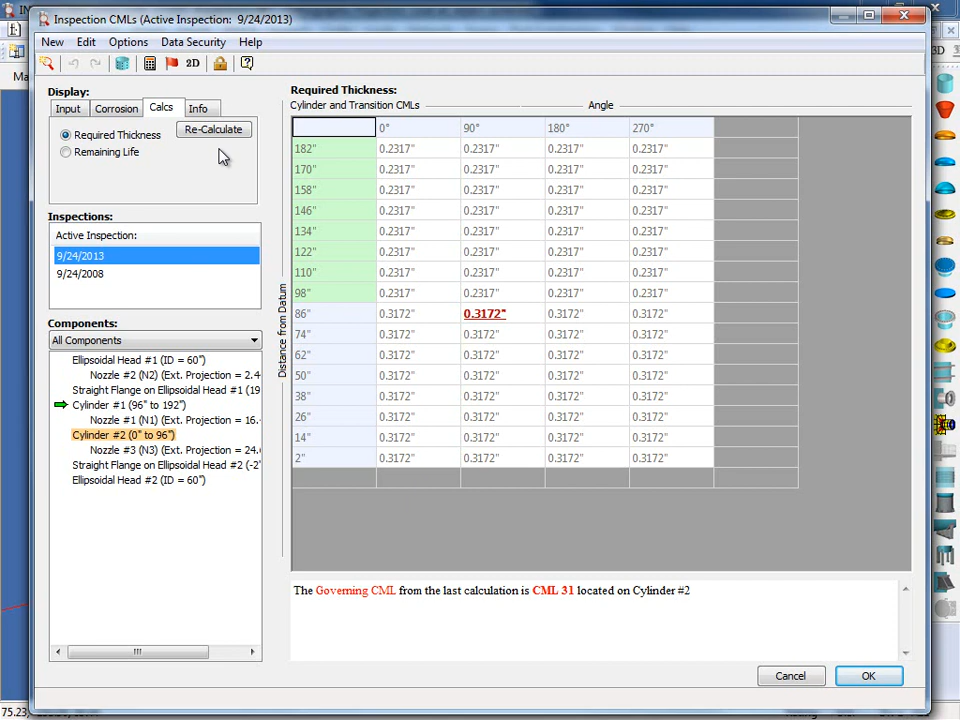 Inspection CMLs (Active Inspection: 9/24/2013)
New Edit Options Data Security Help
2D
Display:
Input Corrosion Calcs Info
Required Thickness Re-Calculate
Remaining Life
Inspections:
Active Inspection:
9/24/2013
9/24/2008
Components:
All Components
Ellipsoidal Head #1 (ID = 60")
Nozzle #2 (N2) (Ext. Projection = 2.4
Straight Flange on Ellipsoidal Head #1 (19
Cylinder #1 (96" to 192")
Nozzle #1 (N1) (Ext. Projection = 16.
Cylinder #2 (0" to 96")
Nozzle #3 (N3) (Ext. Projection = 24.
Straight Flange on Ellipsoidal Head #2 (-2"
Ellipsoidal Head #2 (ID = 60")
Required Thickness:
Cylinder and Transition CMLs Angle
Distance from Datum
0" 90" 180" 270"
182" 0.2317" 0.2317" 0.2317" 0.2317"
170" 0.2317" 0.2317" 0.2317" 0.2317"
158" 0.2317" 0.2317" 0.2317" 0.2317"
146" 0.2317" 0.2317" 0.2317" 0.2317"
134" 0.2317" 0.2317" 0.2317" 0.2317"
122" 0.2317" 0.2317" 0.2317" 0.2317"
110" 0.2317" 0.2317" 0.2317" 0.2317"
98" 0.2317" 0.2317" 0.2317" 0.2317"
86" 0.3172" 0.3172" 0.3172" 0.3172"
74" 0.3172" 0.3172" 0.3172" 0.3172"
62" 0.3172" 0.3172" 0.3172" 0.3172"
50" 0.3172" 0.3172" 0.3172" 0.3172"
38" 0.3172" 0.3172" 0.3172" 0.3172"
26" 0.3172" 0.3172" 0.3172" 0.3172"
14" 0.3172" 0.3172" 0.3172" 0.3172"
2" 0.3172" 0.3172" 0.3172" 0.3172"
The Governing CML from the last calculation is CML 31 located on Cylinder #2
Cancel OK
75.23,
3D
Ma